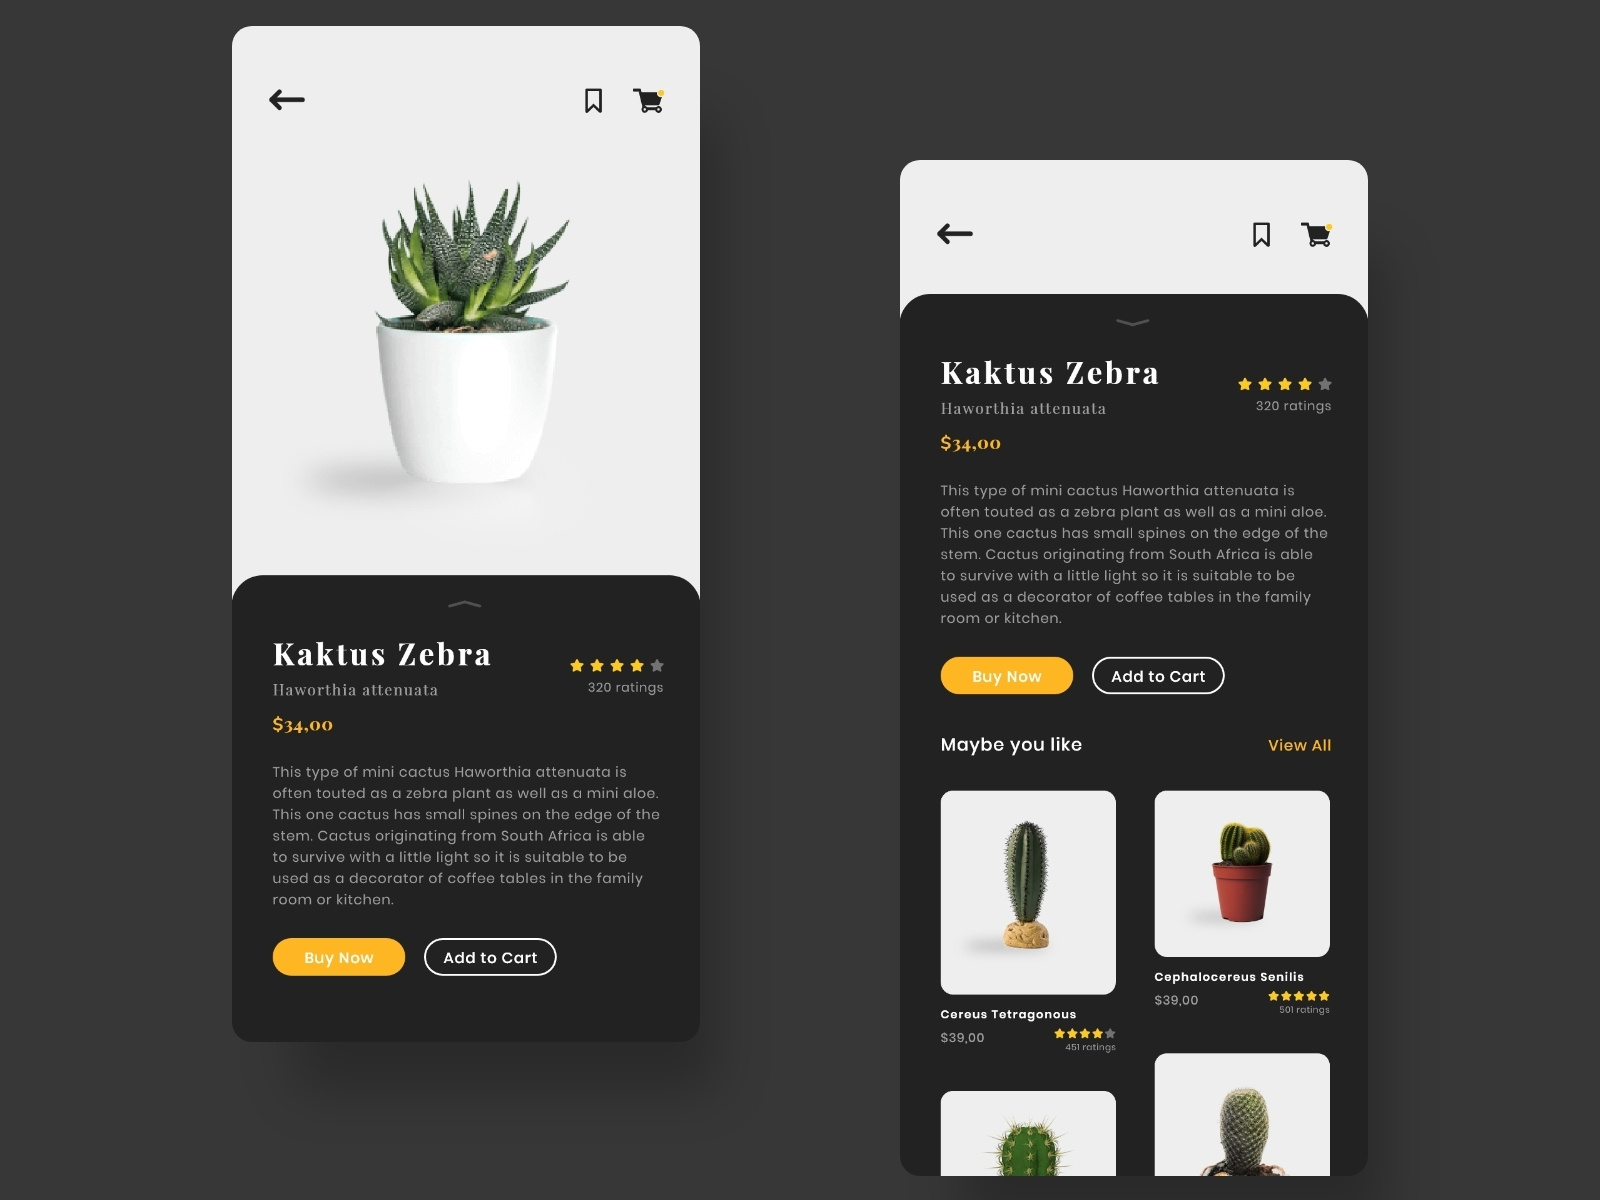 Kaktus Zebra
320 ratings
Haworthia attenuata
$34,00
This type of mini cactus Haworthia attenuata is
often touted as a zebra plant as well as a mini aloe.
This one cactus has small spines on the edge of the
stem. Cactus originating from South Africa is able
to survive with a little light so it is suitable to be
used as a decorator of coffee tables in the family
room or kitchen.
Buy Now
Add to Cart
Kaktus Zebra
320 ratings
Haworthia attenuata
$34,00
This type of mini cactus Haworthia attenuata is
often touted as a zebra plant as well as a mini aloe.
This one cactus has small spines on the edge of the
stem. Cactus originating from South Africa is able
to survive with a little light so it is suitable to be
used as a decorator of coffee tables in the family
room or kitchen.
Buy Now
Add to Cart
Maybe you like
View All
Cereus Tetragonous
$39,00
451 ratings
Cephalocereus Senilis
$39,00
501 ratings